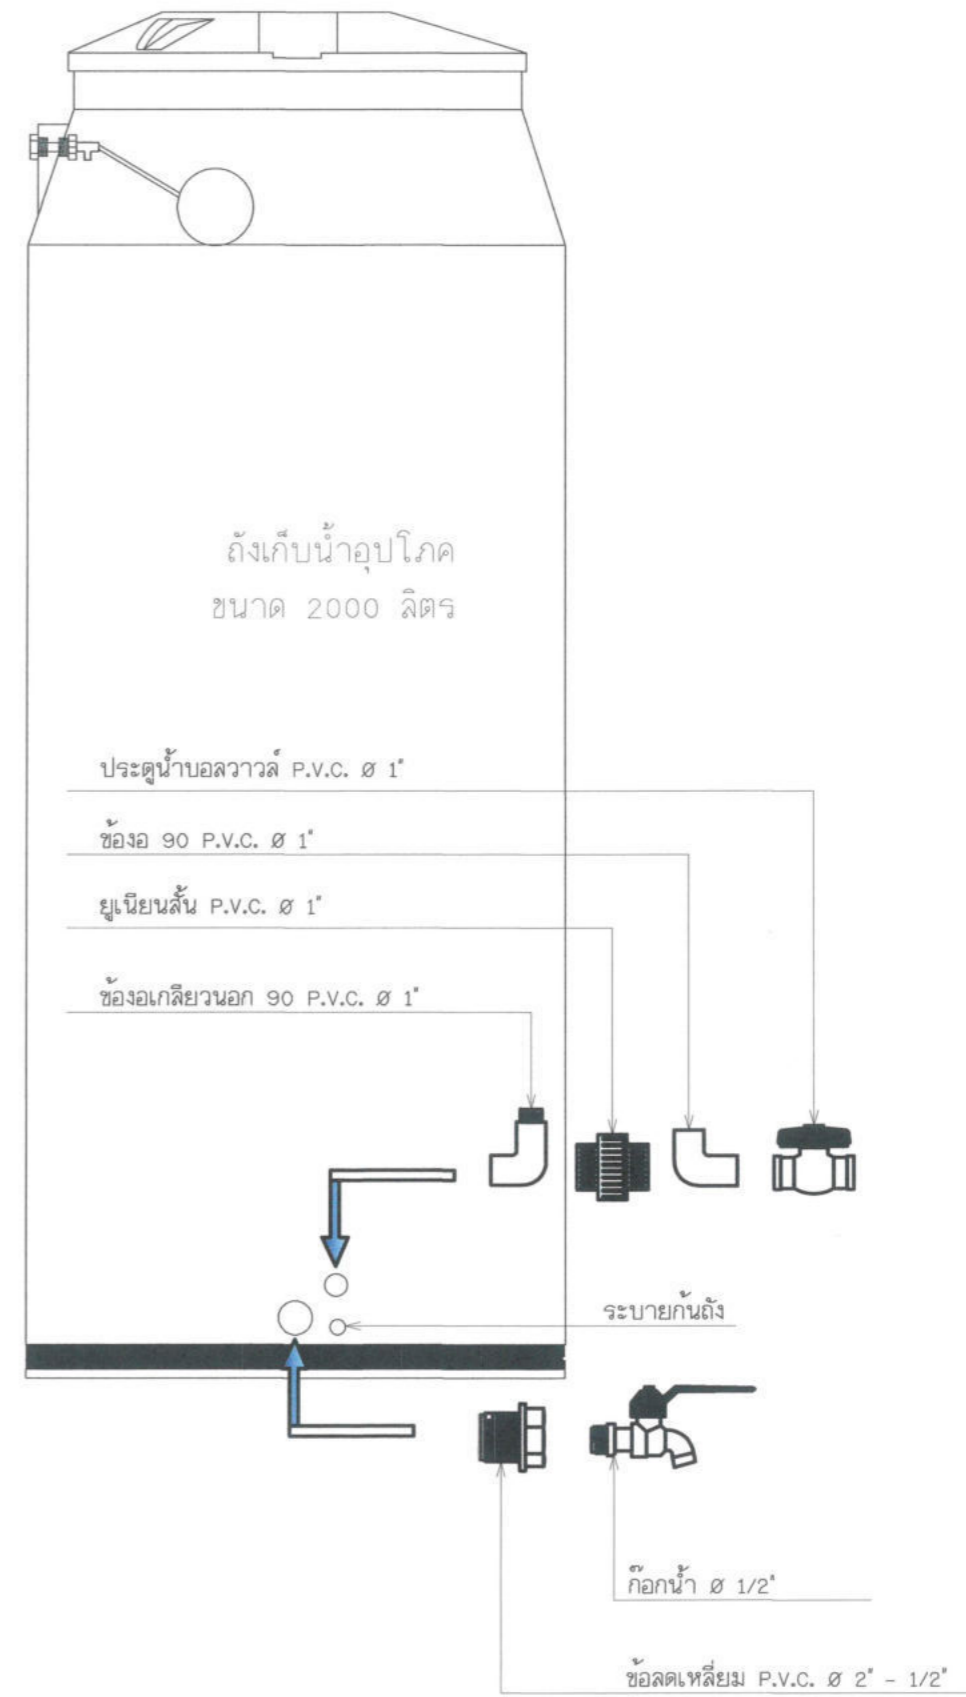 ถังเก็บน้ำอุปโภค
ขนาด 2000 ลิตร
ประตูน้ำบอลวาวล์ P.V.C. Ø 1"
ข้องอ 90 P.V.C. Ø 1"
ยูเนียนสั้น P.V.C. Ø 1"
ข้องอเกลียวนอก 90 P.V.C. Ø 1"
ระบายก้นถัง
ก๊อกน้ำ Ø 1/2"
ข้อลดเหลี่ยม P.V.C. Ø 2" - 1/2"